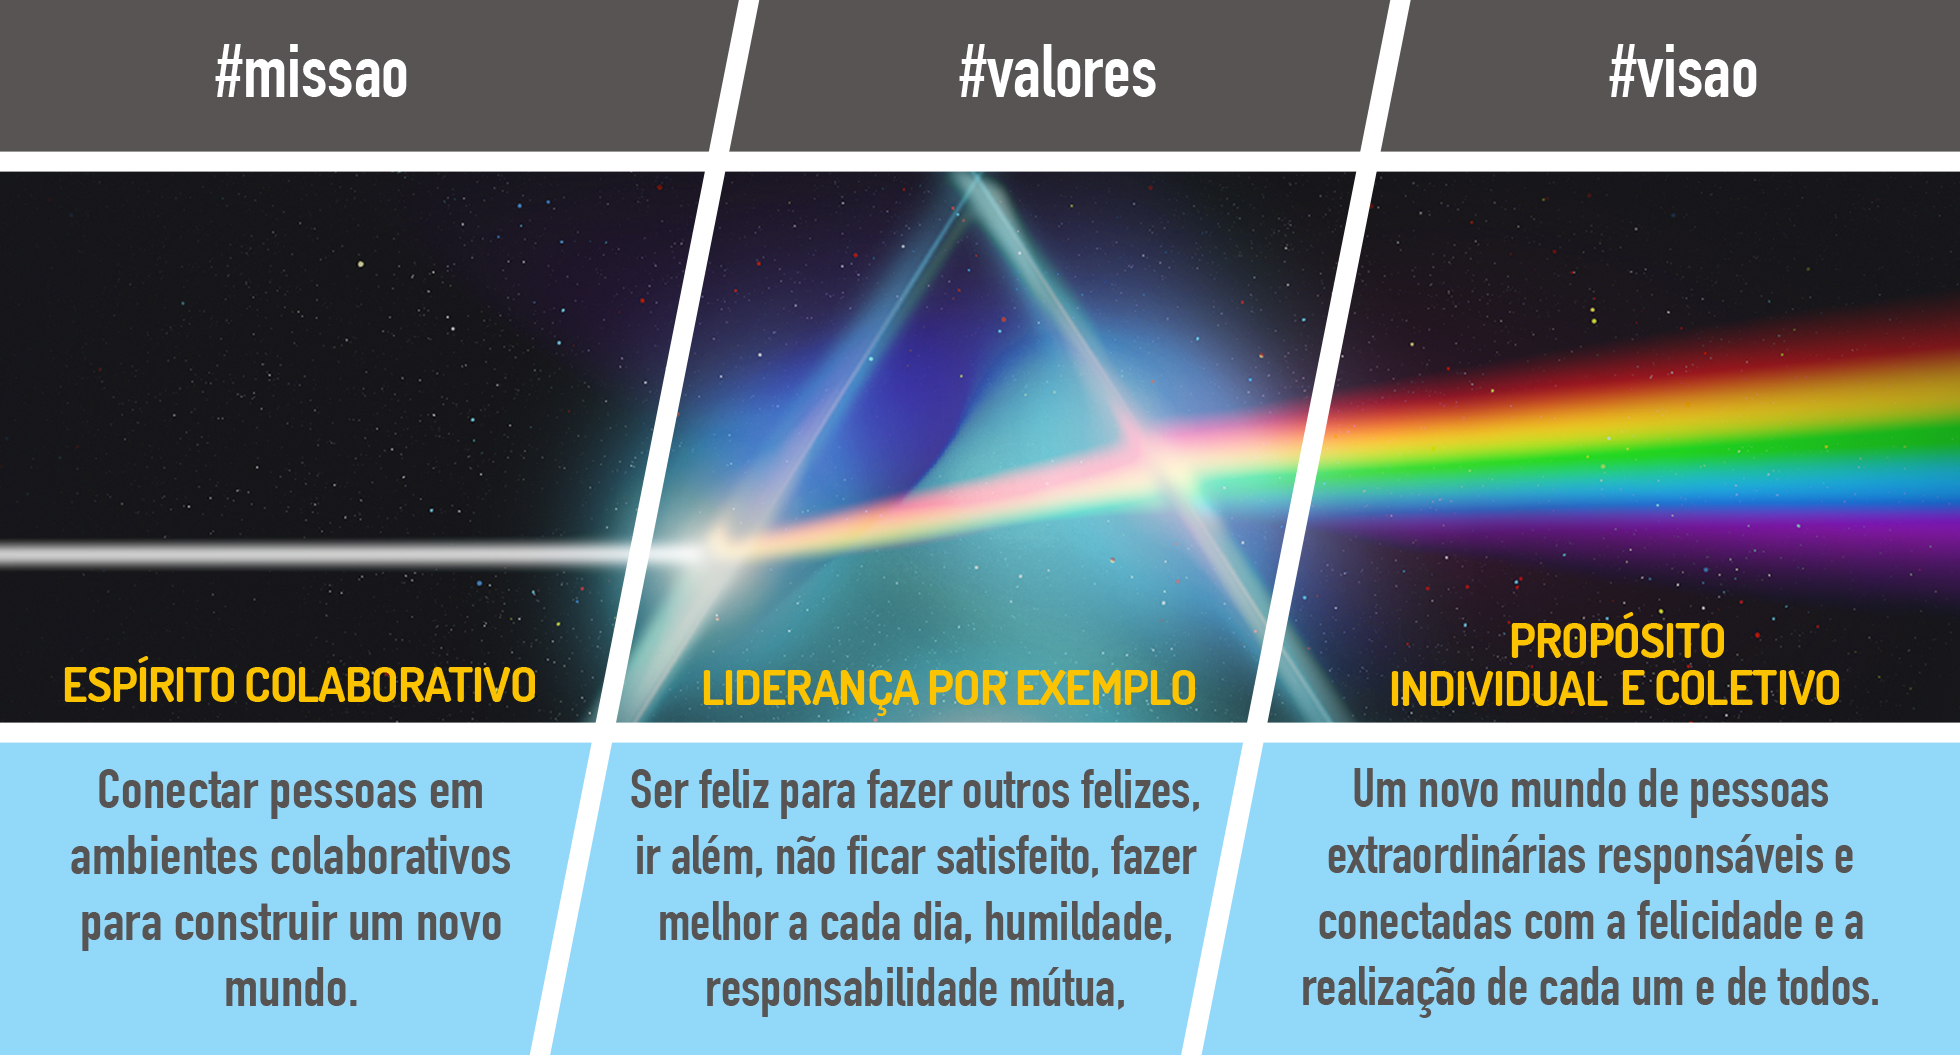 #missao
#valores
#visao
ESPÍRITO COLABORATIVO
LIDERANÇA POR EXEMPLO
PROPÓSITO
INDIVIDUAL E COLETIVO
Conectar pessoas em
ambientes colaborativos
para construir um novo
mundo.
Ser feliz para fazer outros felizes,
ir além, não ficar satisfeito, fazer
melhor a cada dia, humildade,
responsabilidade mútua,
Um novo mundo de pessoas
extraordinárias responsáveis e
conectadas com a felicidade e a
realização de cada um e de todos.